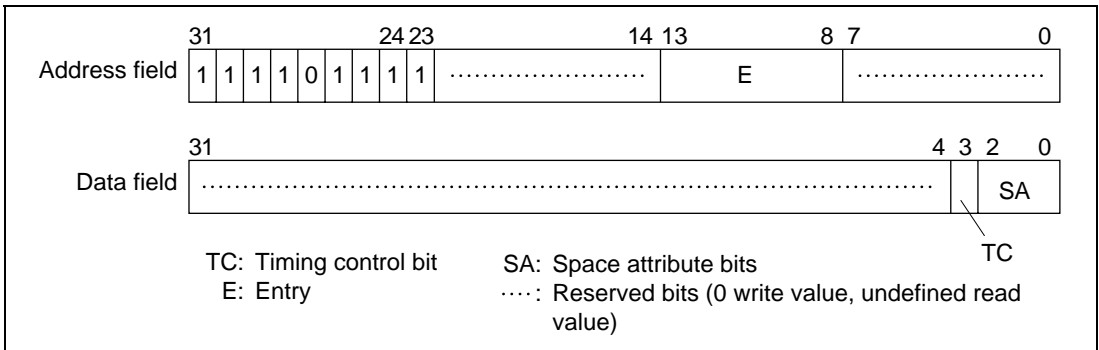 31 24 23 14 13 8 7 0
Address field 1 1 1 1 0 1 1 1 1 ........................ E ........................
31 4 3 2 0
Data field ................................................................................ SA
TC
TC: Timing control bit SA: Space attribute bits
E: Entry ····: Reserved bits (0 write value, undefined read
value)